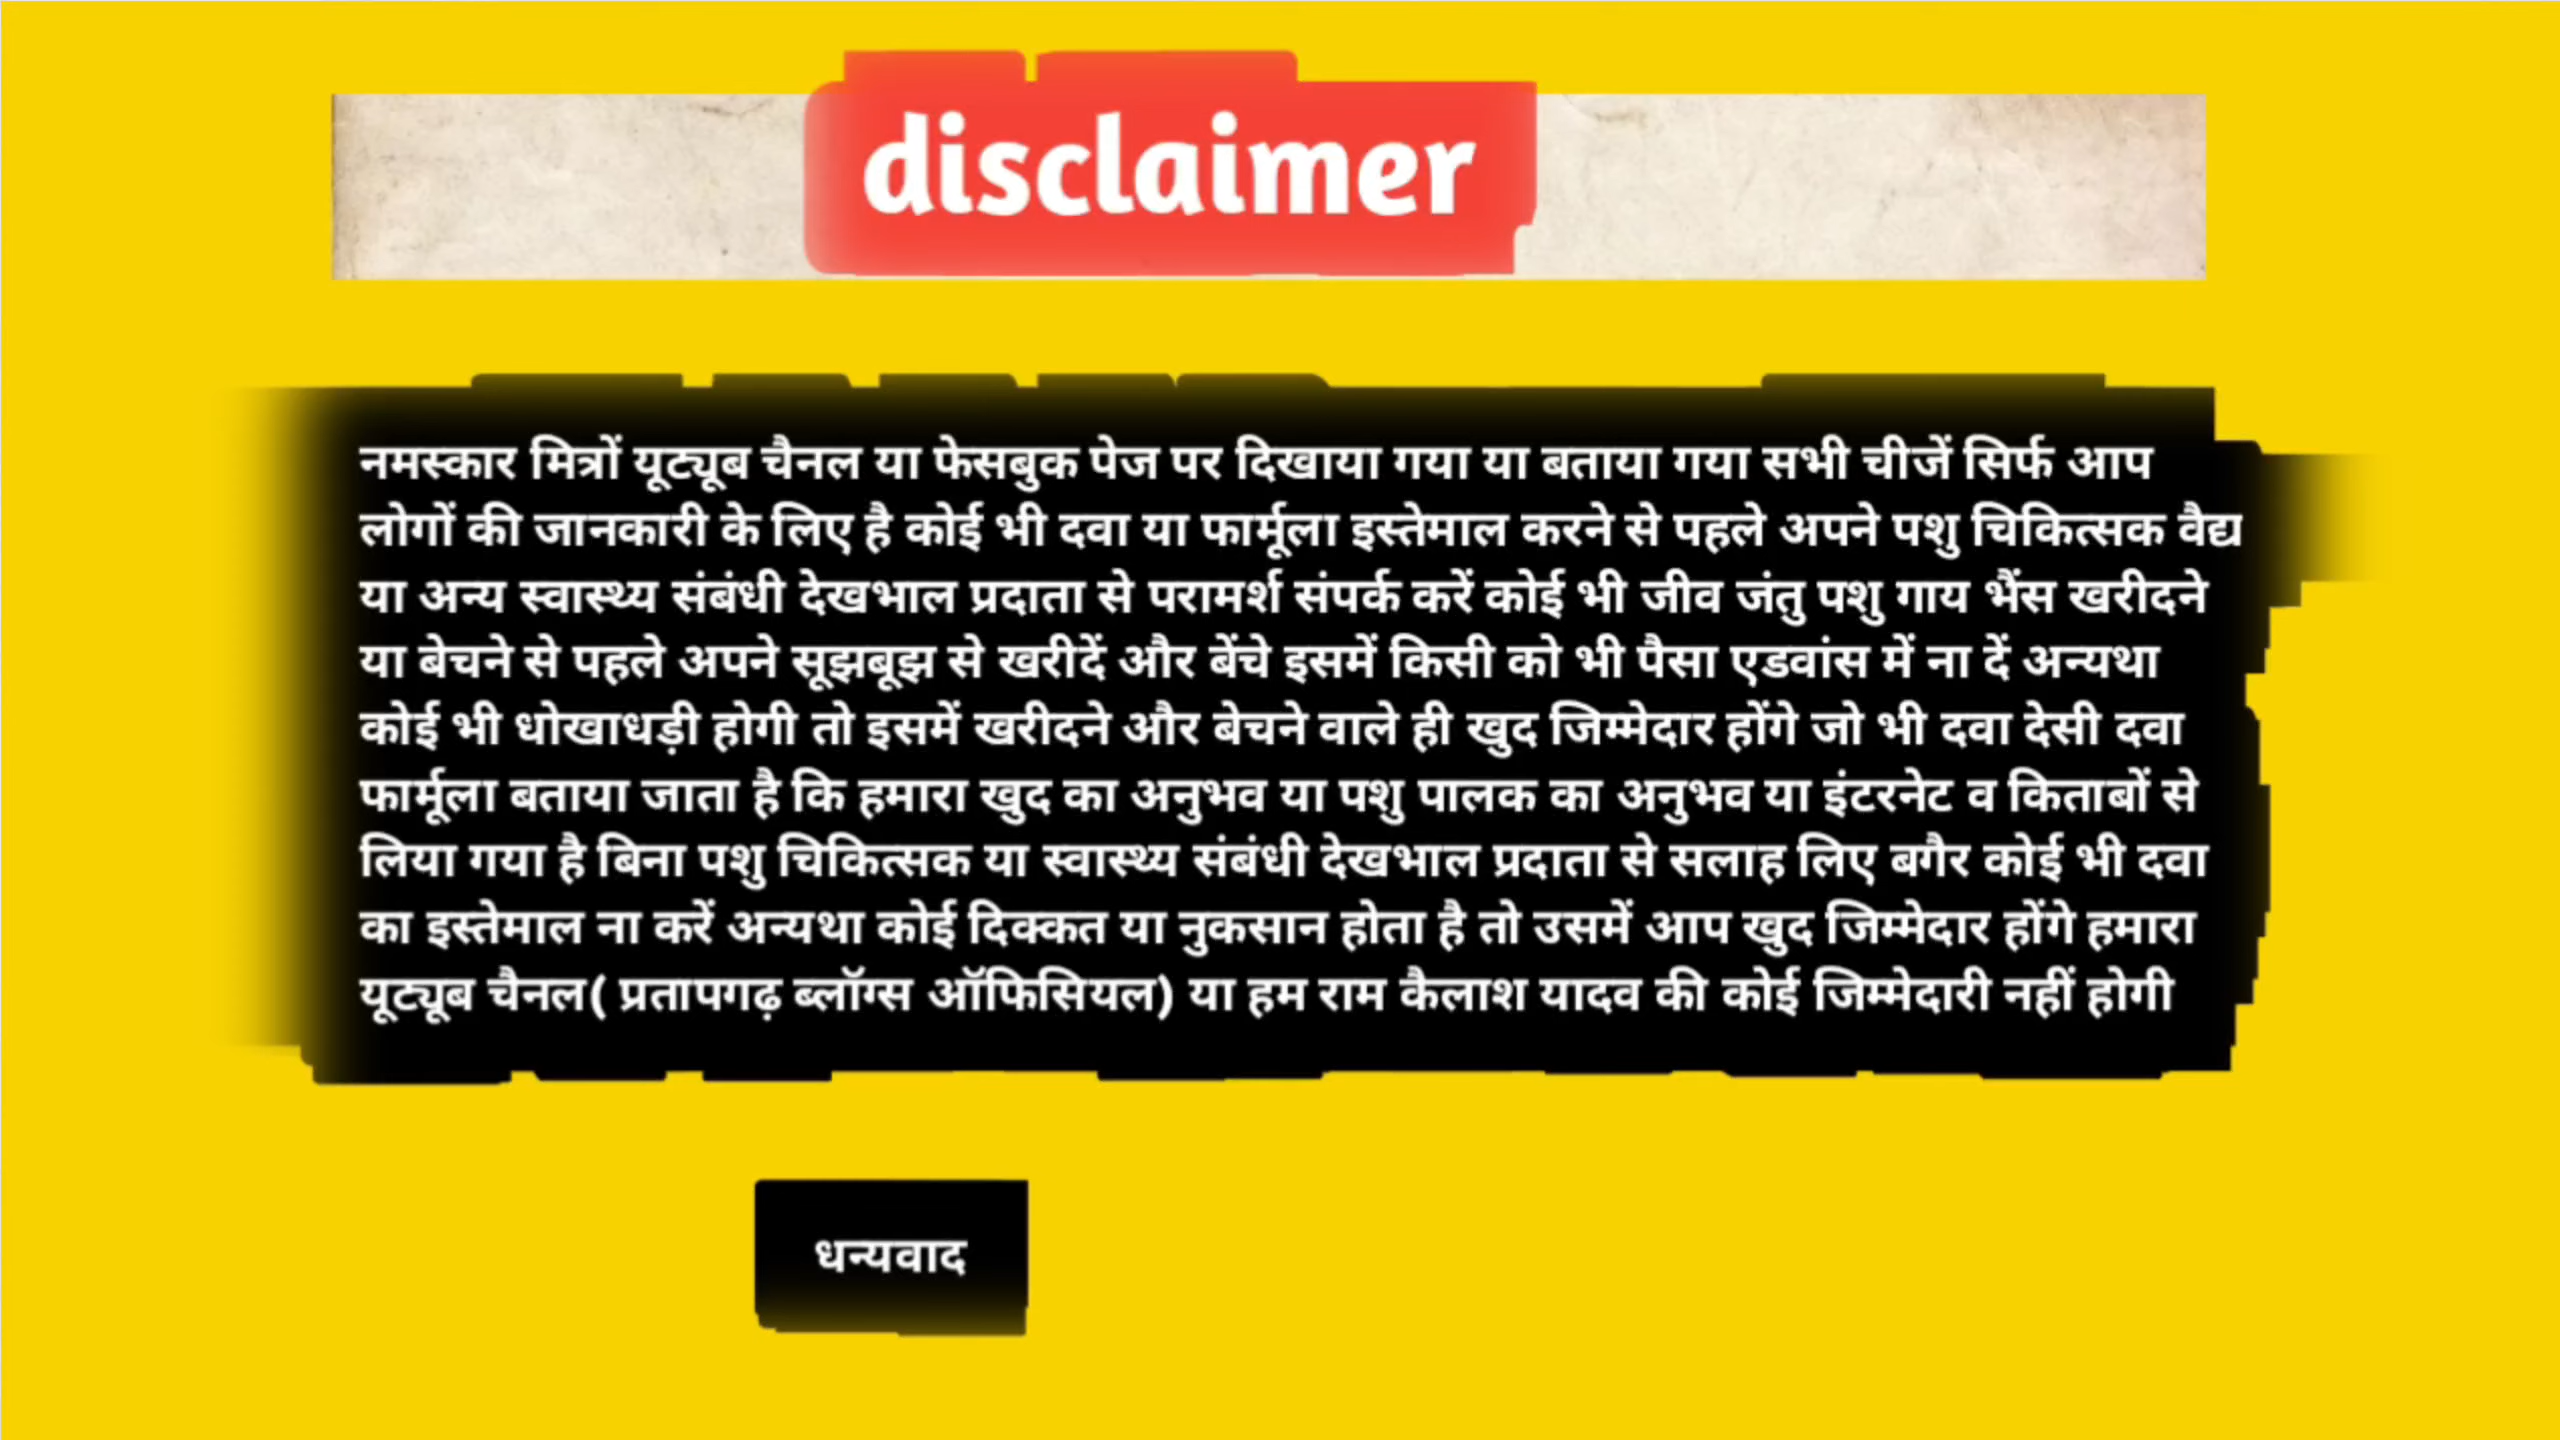 disclaimer
नमस्कार मित्रों यूट्यूब चैनल या फेसबुक पेज पर दिखाया गया या बताया गया सभी चीजें सिर्फ आप
लोगों की जानकारी के लिए है कोई भी दवा या फार्मूला इस्तेमाल करने से पहले अपने पशु चिकित्सक वैद्य
या अन्य स्वास्थ्य संबंधी देखभाल प्रदाता से परामर्श संपर्क करें कोई भी जीव जंतु पशु गाय भैंस खरीदने
या बेचने से पहले अपने सूझबूझ से खरीदें और बेंचे इसमें किसी को भी पैसा एडवांस में ना दें अन्यथा
कोई भी धोखाधड़ी होगी तो इसमें खरीदने और बेचने वाले ही खुद जिम्मेदार होंगे जो भी दवा देसी दवा
फार्मूला बताया जाता है कि हमारा खुद का अनुभव या पशु पालक का अनुभव या इंटरनेट व किताबों से
लिया गया है बिना पशु चिकित्सक या स्वास्थ्य संबंधी देखभाल प्रदाता से सलाह लिए बगैर कोई भी दवा
का इस्तेमाल ना करें अन्यथा कोई दिक्कत या नुकसान होता है तो उसमें आप खुद जिम्मेदार होंगे हमारा
यूट्यूब चैनल( प्रतापगढ़ ब्लॉग्स ऑफिसियल) या हम राम कैलाश यादव की कोई जिम्मेदारी नहीं होगी
धन्यवाद